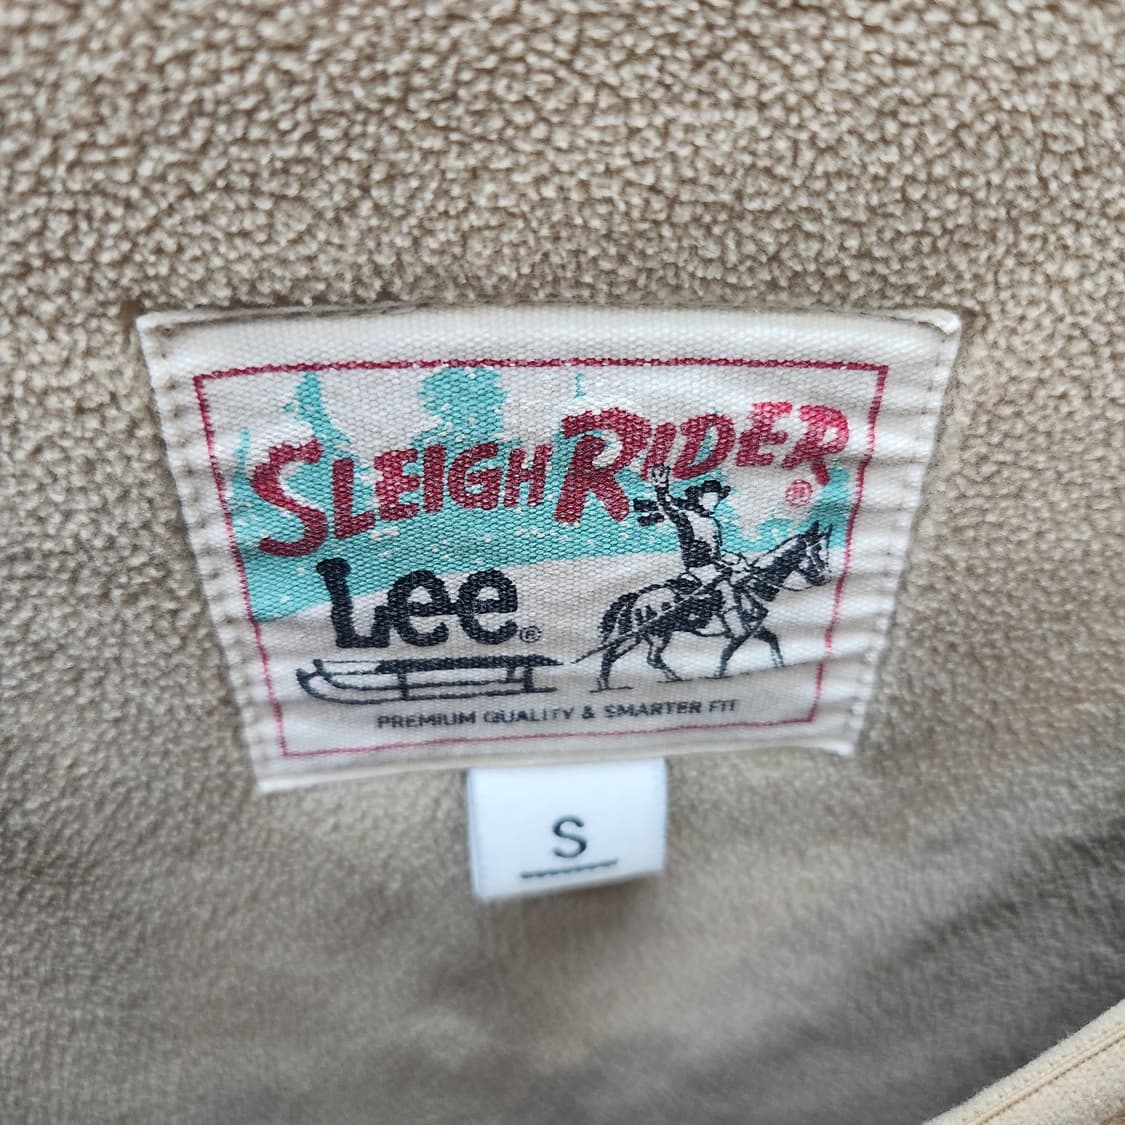 SLEIGH RIDER ®
Lee ®
PREMIUM QUALITY & SMARTER FIT
S